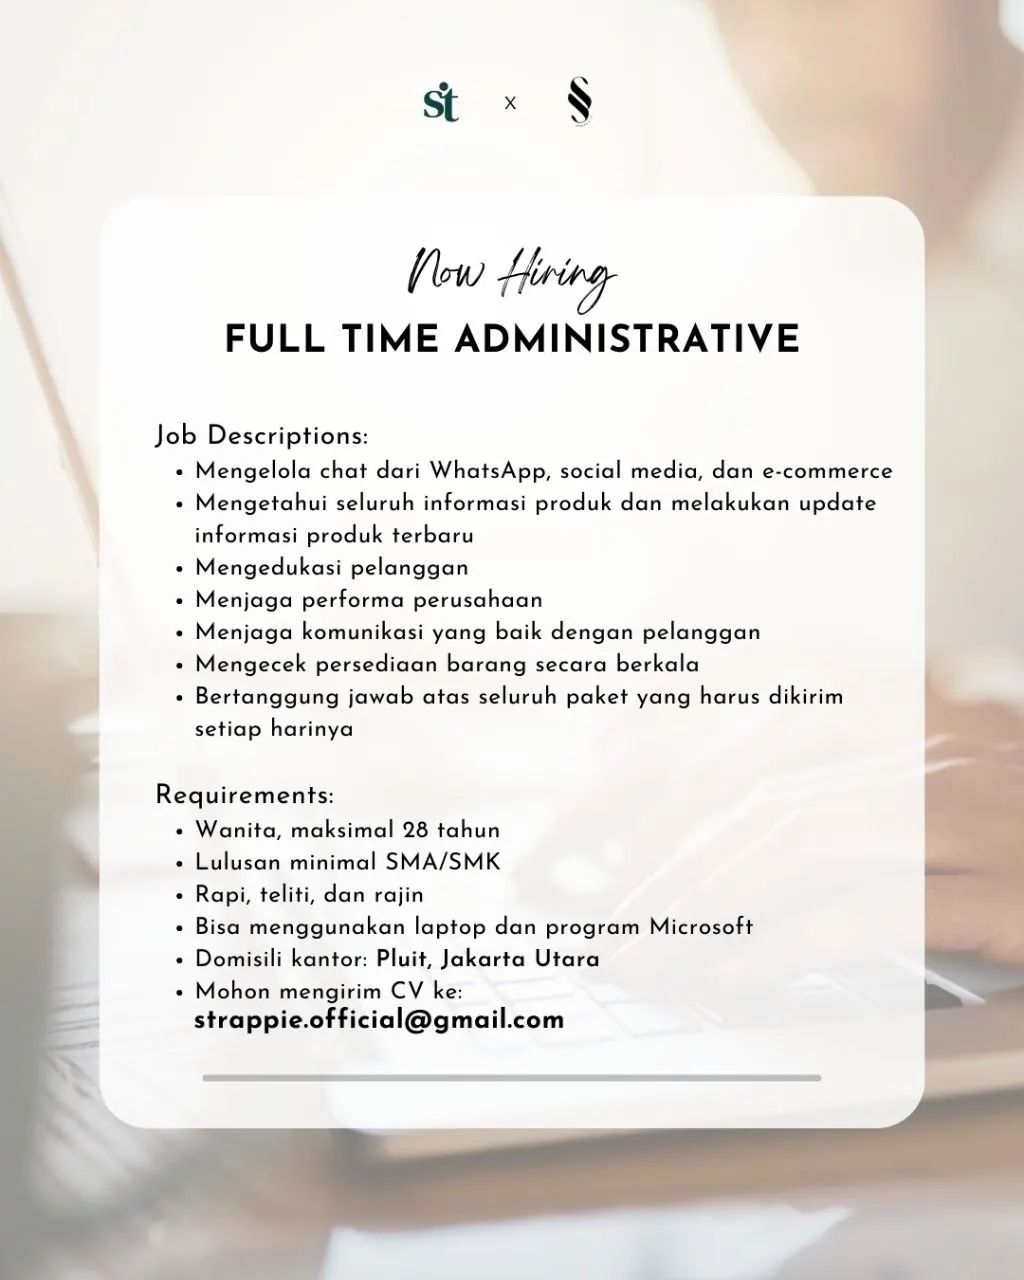 st x
Now Hiring
FULL TIME ADMINISTRATIVE
Job Descriptions:
• Mengelola chat dari WhatsApp, social media, dan e-commerce
• Mengetahui seluruh informasi produk dan melakukan update
informasi produk terbaru
• Mengedukasi pelanggan
• Menjaga performa perusahaan
• Menjaga komunikasi yang baik dengan pelanggan
• Mengecek persediaan barang secara berkala
• Bertanggung jawab atas seluruh paket yang harus dikirim
setiap harinya
Requirements:
• Wanita, maksimal 28 tahun
• Lulusan minimal SMA/SMK
• Rapi, teliti, dan rajin
• Bisa menggunakan laptop dan program Microsoft
• Domisili kantor: Pluit, Jakarta Utara
• Mohon mengirim CV ke:
strappie.official@gmail.com